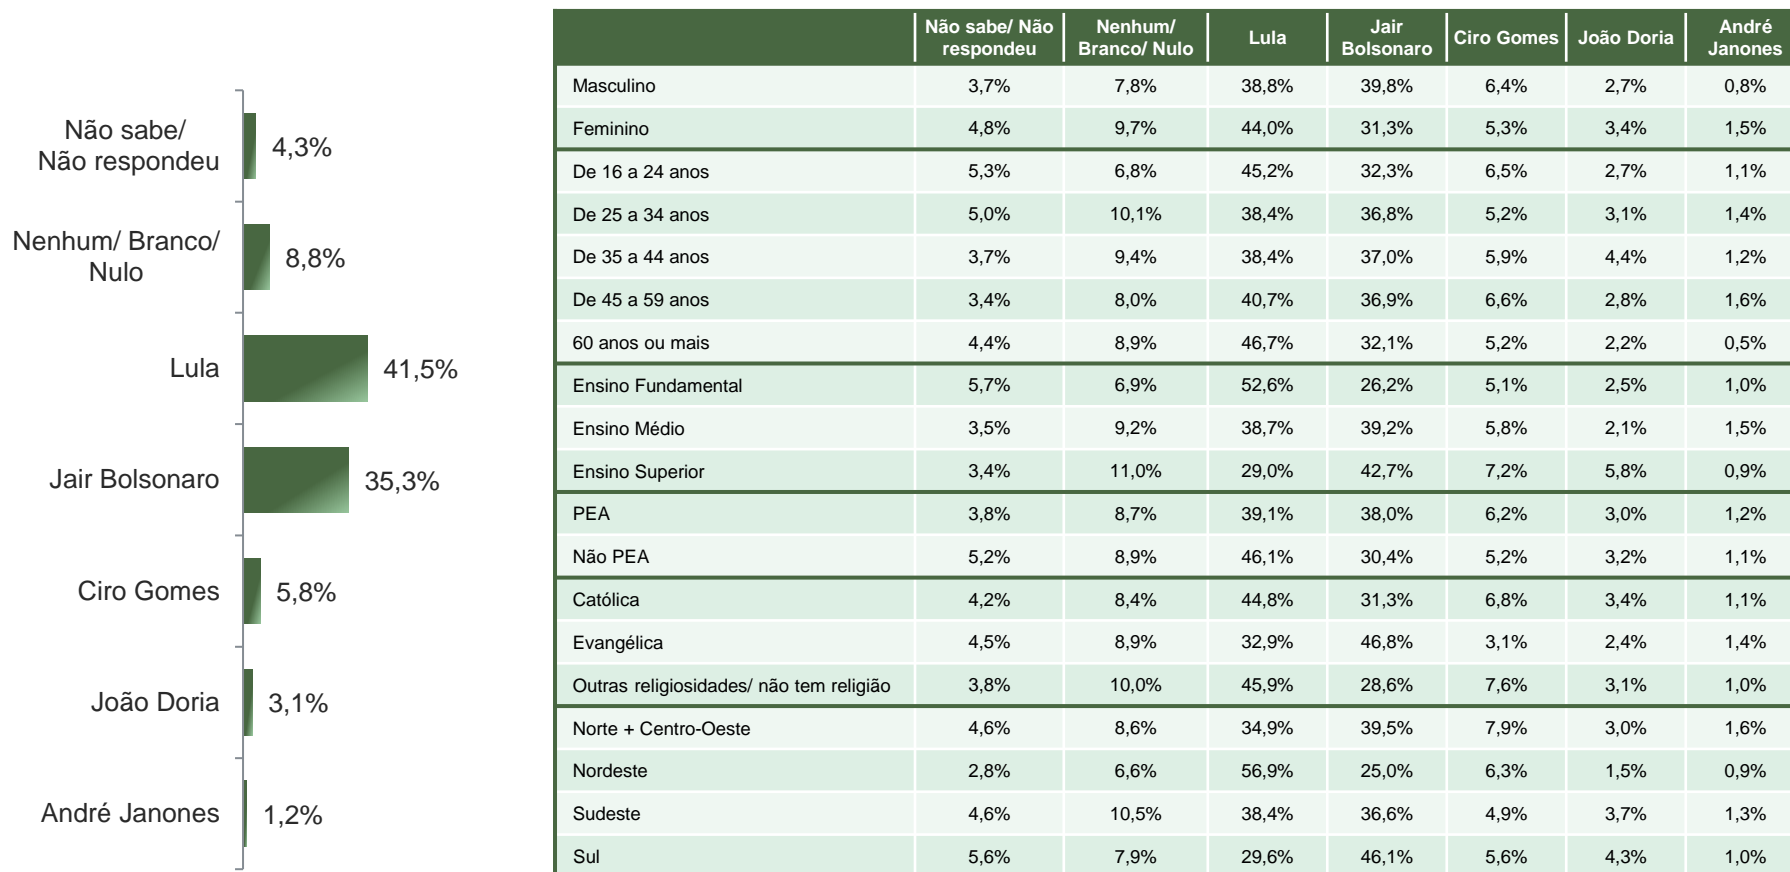 Não sabe/
Não respondeu
4,3%
Nenhum/ Branco/
Nulo
8,8%
Lula
41,5%
Jair Bolsonaro
35,3%
Ciro Gomes
5,8%
João Doria
3,1%
André Janones
1,2%
Não sabe/ Não respondeu Nenhum/ Branco/ Nulo Lula Jair Bolsonaro Ciro Gomes João Doria André Janones
Masculino 3,7% 7,8% 38,8% 39,8% 6,4% 2,7% 0,8%
Feminino 4,8% 9,7% 44,0% 31,3% 5,3% 3,4% 1,5%
De 16 a 24 anos 5,3% 6,8% 45,2% 32,3% 6,5% 2,7% 1,1%
De 25 a 34 anos 5,0% 10,1% 38,4% 36,8% 5,2% 3,1% 1,4%
De 35 a 44 anos 3,7% 9,4% 38,4% 37,0% 5,9% 4,4% 1,2%
De 45 a 59 anos 3,4% 8,0% 40,7% 36,9% 6,6% 2,8% 1,6%
60 anos ou mais 4,4% 8,9% 46,7% 32,1% 5,2% 2,2% 0,5%
Ensino Fundamental 5,7% 6,9% 52,6% 26,2% 5,1% 2,5% 1,0%
Ensino Médio 3,5% 9,2% 38,7% 39,2% 5,8% 2,1% 1,5%
Ensino Superior 3,4% 11,0% 29,0% 42,7% 7,2% 5,8% 0,9%
PEA 3,8% 8,7% 39,1% 38,0% 6,2% 3,0% 1,2%
Não PEA 5,2% 8,9% 46,1% 30,4% 5,2% 3,2% 1,1%
Católica 4,2% 8,4% 44,8% 31,3% 6,8% 3,4% 1,1%
Evangélica 4,5% 8,9% 32,9% 46,8% 3,1% 2,4% 1,4%
Outras religiosidades/ não tem religião 3,8% 10,0% 45,9% 28,6% 7,6% 3,1% 1,0%
Norte + Centro-Oeste 4,6% 8,6% 34,9% 39,5% 7,9% 3,0% 1,6%
Nordeste 2,8% 6,6% 56,9% 25,0% 6,3% 1,5% 0,9%
Sudeste 4,6% 10,5% 38,4% 36,6% 4,9% 3,7% 1,3%
Sul 5,6% 7,9% 29,6% 46,1% 5,6% 4,3% 1,0%